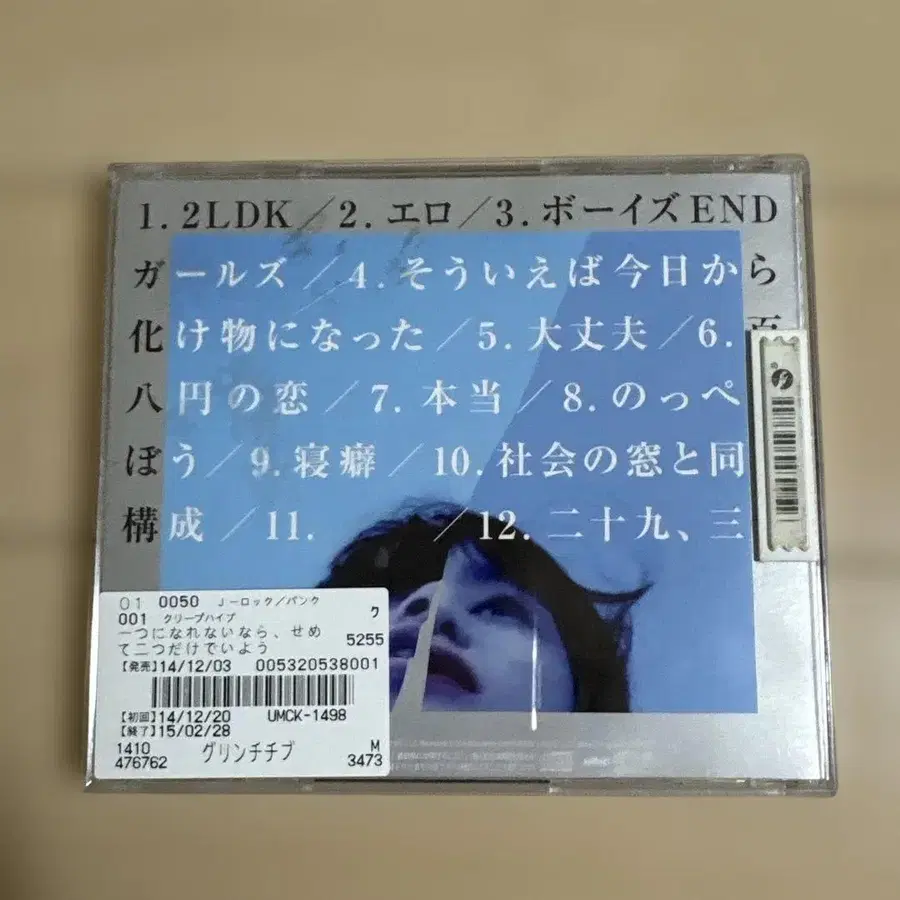 1. 2LDK／2. エロ／3. ボーイズEND
ガールズ／4. そういえば今日から
化け物になった／5. 大丈夫／6. 百
八円の恋／7. 本当／8. のっぺ
ぼう／9. 寝癖／10. 社会の窓と同
構成／11. ／12. 二十九、三
01 0050 J-ロック／パンク
001 クリープハイプ ク
一つになれないなら、せめ
て二つだけでいよう 5255
【発売】14/12/03 005320538001
【初回】14/12/20 UMCK-1498
【終了】15/02/28
1410 グリンチチブ M
476762 3473